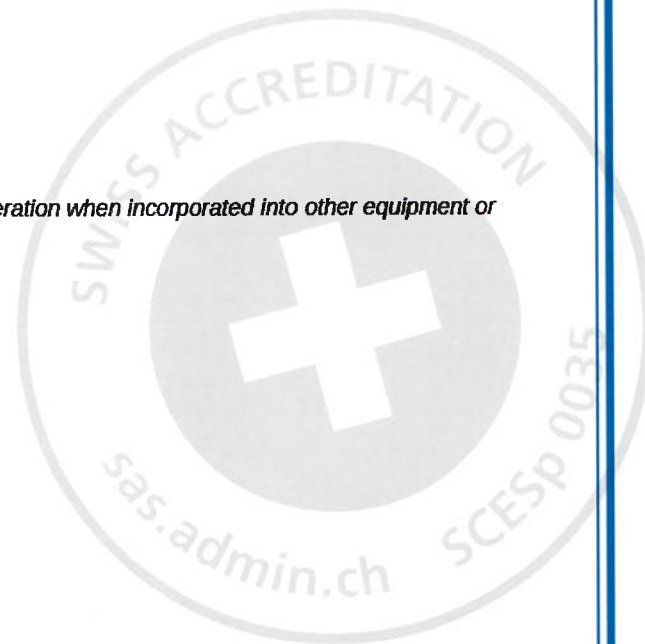 SWISS ACCREDITATION
eration when incorporated into other equipment or
SCESp 0035
sas.admin.ch